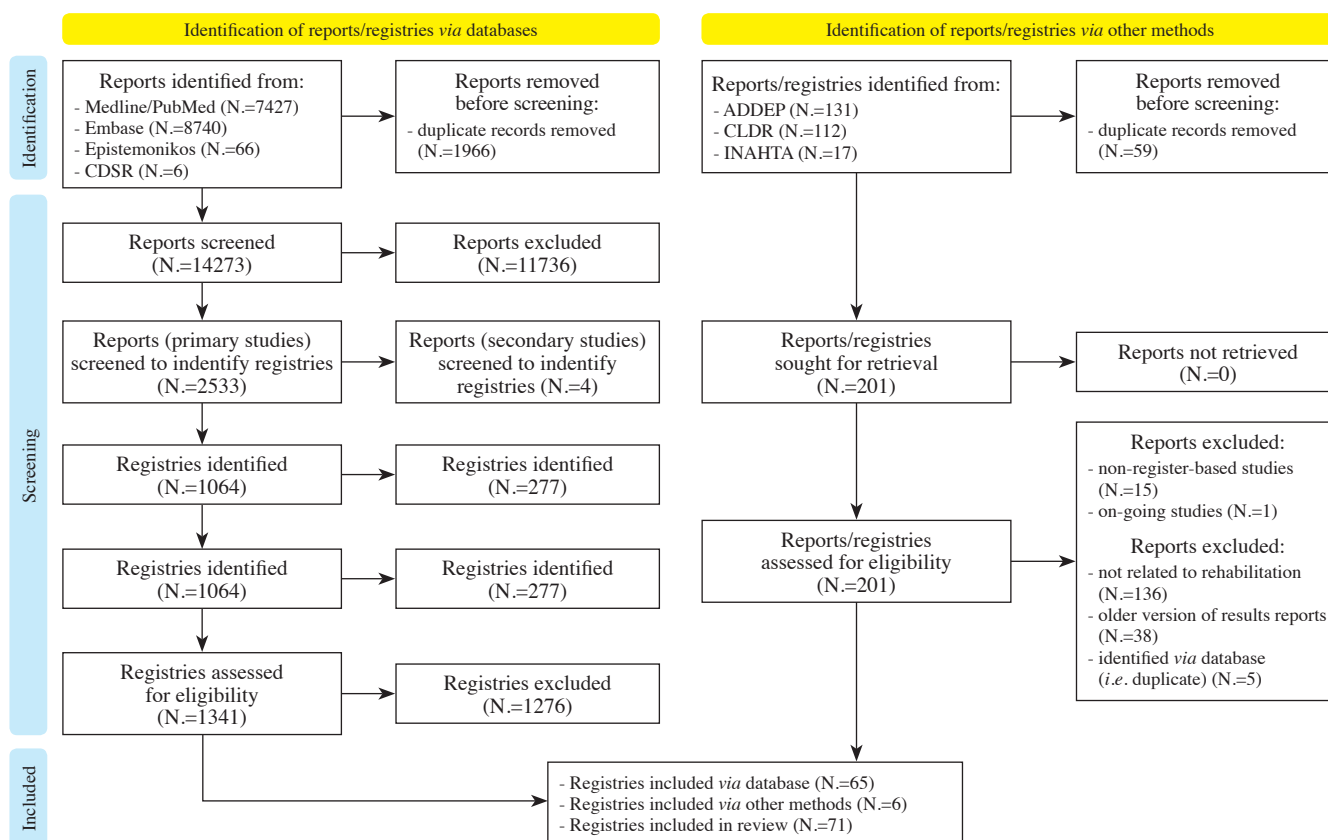 Identification of reports/registries via databases
Identification of reports/registries via other methods
Identification
Reports identified from:
- Medline/PubMed (N.=7427)
- Embase (N.=8740)
- Epistemonikos (N.=66)
- CDSR (N.=6)
Reports removed
before screening:
- duplicate records removed
(N.=1966)
Reports/registries identified from:
- ADDEP (N.=131)
- CLDR (N.=112)
- INAHTA (N.=17)
Reports removed
before screening:
- duplicate records removed
(N.=59)
Screening
Reports screened
(N.=14273)
Reports excluded
(N.=11736)
Reports (primary studies)
screened to indentify registries
(N.=2533)
Reports (secondary studies)
screened to indentify
registries (N.=4)
Reports/registries
sought for retrieval
(N.=201)
Reports not retrieved
(N.=0)
Registries identified
(N.=1064)
Registries identified
(N.=277)
Registries identified
(N.=1064)
Registries identified
(N.=277)
Reports/registries
assessed for eligibility
(N.=201)
Reports excluded:
- non-register-based studies
(N.=15)
- on-going studies (N.=1)
Reports excluded:
- not related to rehabilitation
(N.=136)
- older version of results reports
(N.=38)
- identified via database
(i.e. duplicate) (N.=5)
Registries assessed
for eligibility
(N.=1341)
Registries excluded
(N.=1276)
Included
- Registries included via database (N.=65)
- Registries included via other methods (N.=6)
- Registries included in review (N.=71)